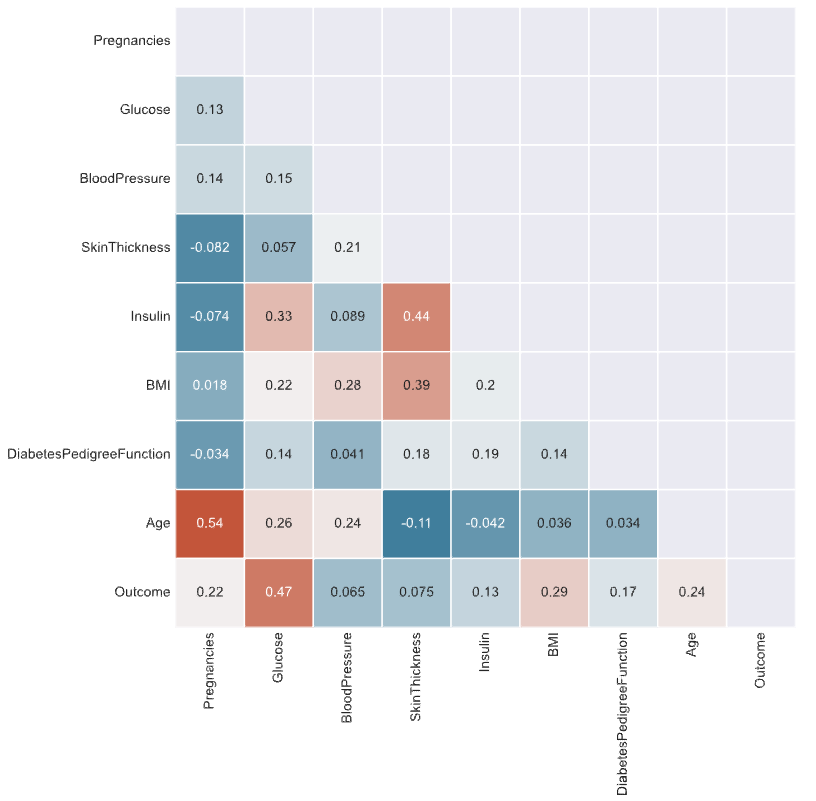 Pregnancies
Glucose 0.13
BloodPressure 0.14 0.15
SkinThickness -0.082 0.057 0.21
Insulin -0.074 0.33 0.089 0.44
BMI 0.018 0.22 0.28 0.39 0.2
DiabetesPedigreeFunction -0.034 0.14 0.041 0.18 0.19 0.14
Age 0.54 0.26 0.24 -0.11 -0.042 0.036 0.034
Outcome 0.22 0.47 0.065 0.075 0.13 0.29 0.17 0.24
Pregnancies Glucose BloodPressure SkinThickness Insulin BMI DiabetesPedigreeFunction Age Outcome